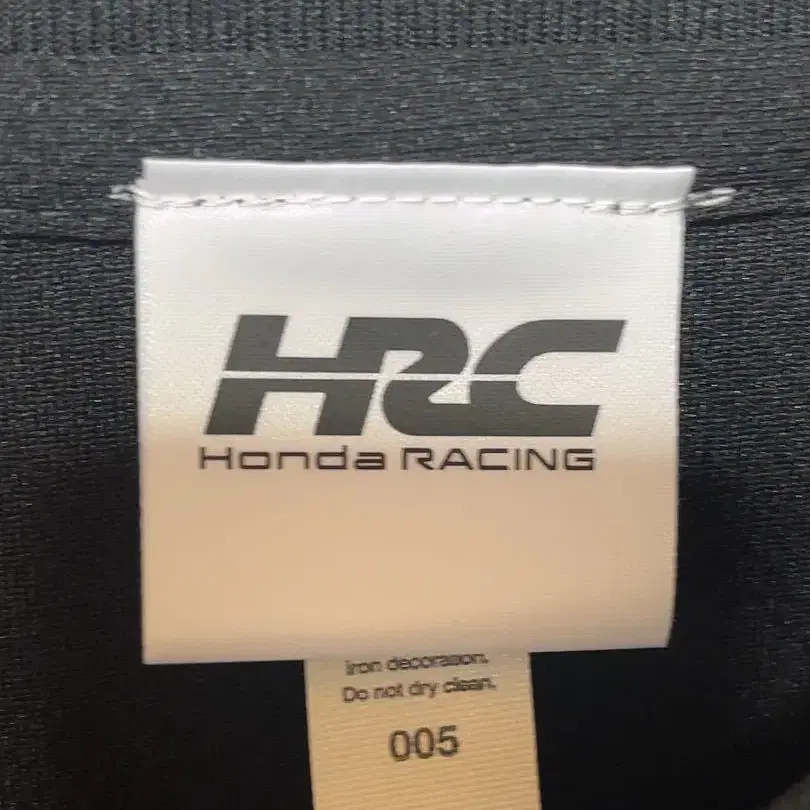 HRC
Honda RACING
iron decoration.
Do not dry clean.
005